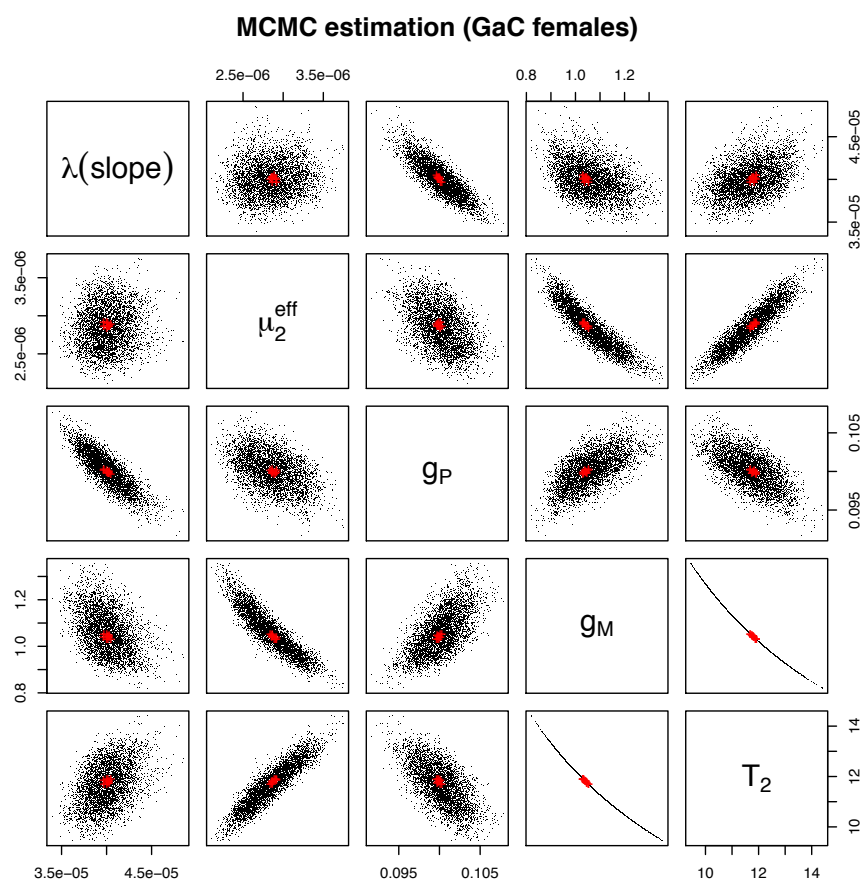 MCMC estimation (GaC females)
2.5e−06 3.5e−06 0.8 1.0 1.2
λ(slope)
3.5e−05 4.5e−05
2.5e−06 3.5e−06
μ₂ᵉᶠᶠ
g_P
0.095 0.105
0.8 1.0 1.2
g_M
T₂
10 12 14
3.5e−05 4.5e−05 0.095 0.105 10 12 14